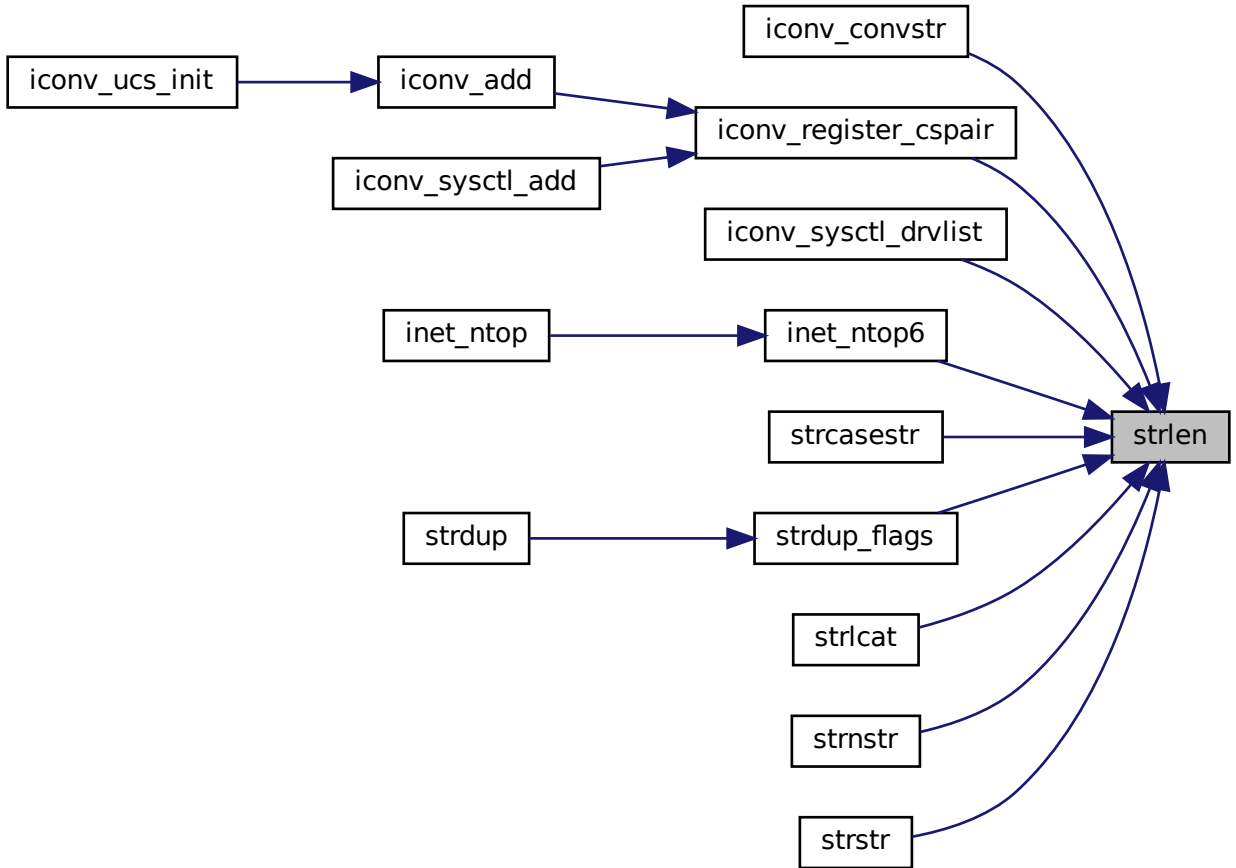 iconv_convstr
iconv_ucs_init
iconv_add
iconv_register_cspair
iconv_sysctl_add
iconv_sysctl_drvlist
inet_ntop
inet_ntop6
strcasestr
strlen
strdup
strdup_flags
strlcat
strnstr
strstr